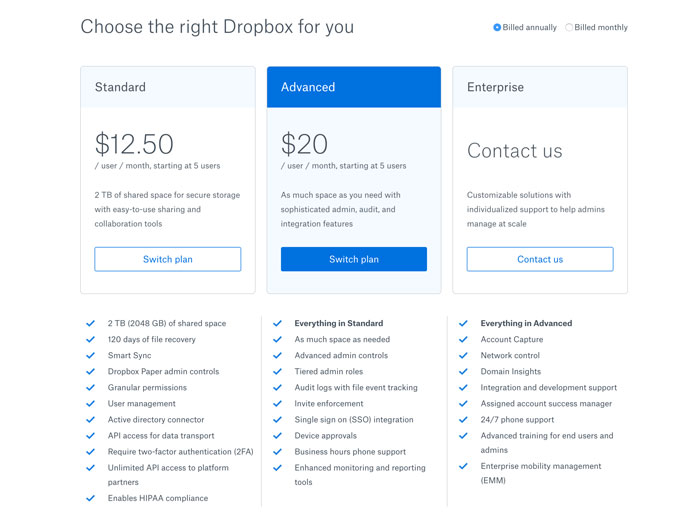 Choose the right Dropbox for you
Billed annually
Billed monthly
Standard
$12.50
/ user / month, starting at 5 users
2 TB of shared space for secure storage
with easy-to-use sharing and
collaboration tools
Switch plan
Advanced
$20
/ user / month, starting at 5 users
As much space as you need with
sophisticated admin, audit, and
integration features
Switch plan
Enterprise
Contact us
Customizable solutions with
individualized support to help admins
manage at scale
Contact us
2 TB (2048 GB) of shared space
120 days of file recovery
Smart Sync
Dropbox Paper admin controls
Granular permissions
User management
Active directory connector
API access for data transport
Require two-factor authentication (2FA)
Unlimited API access to platform
partners
Enables HIPAA compliance
Everything in Standard
As much space as needed
Advanced admin controls
Tiered admin roles
Audit logs with file event tracking
Invite enforcement
Single sign on (SSO) integration
Device approvals
Business hours phone support
Enhanced monitoring and reporting
tools
Everything in Advanced
Account Capture
Network control
Domain Insights
Integration and development support
Assigned account success manager
24/7 phone support
Advanced training for end users and
admins
Enterprise mobility management
(EMM)